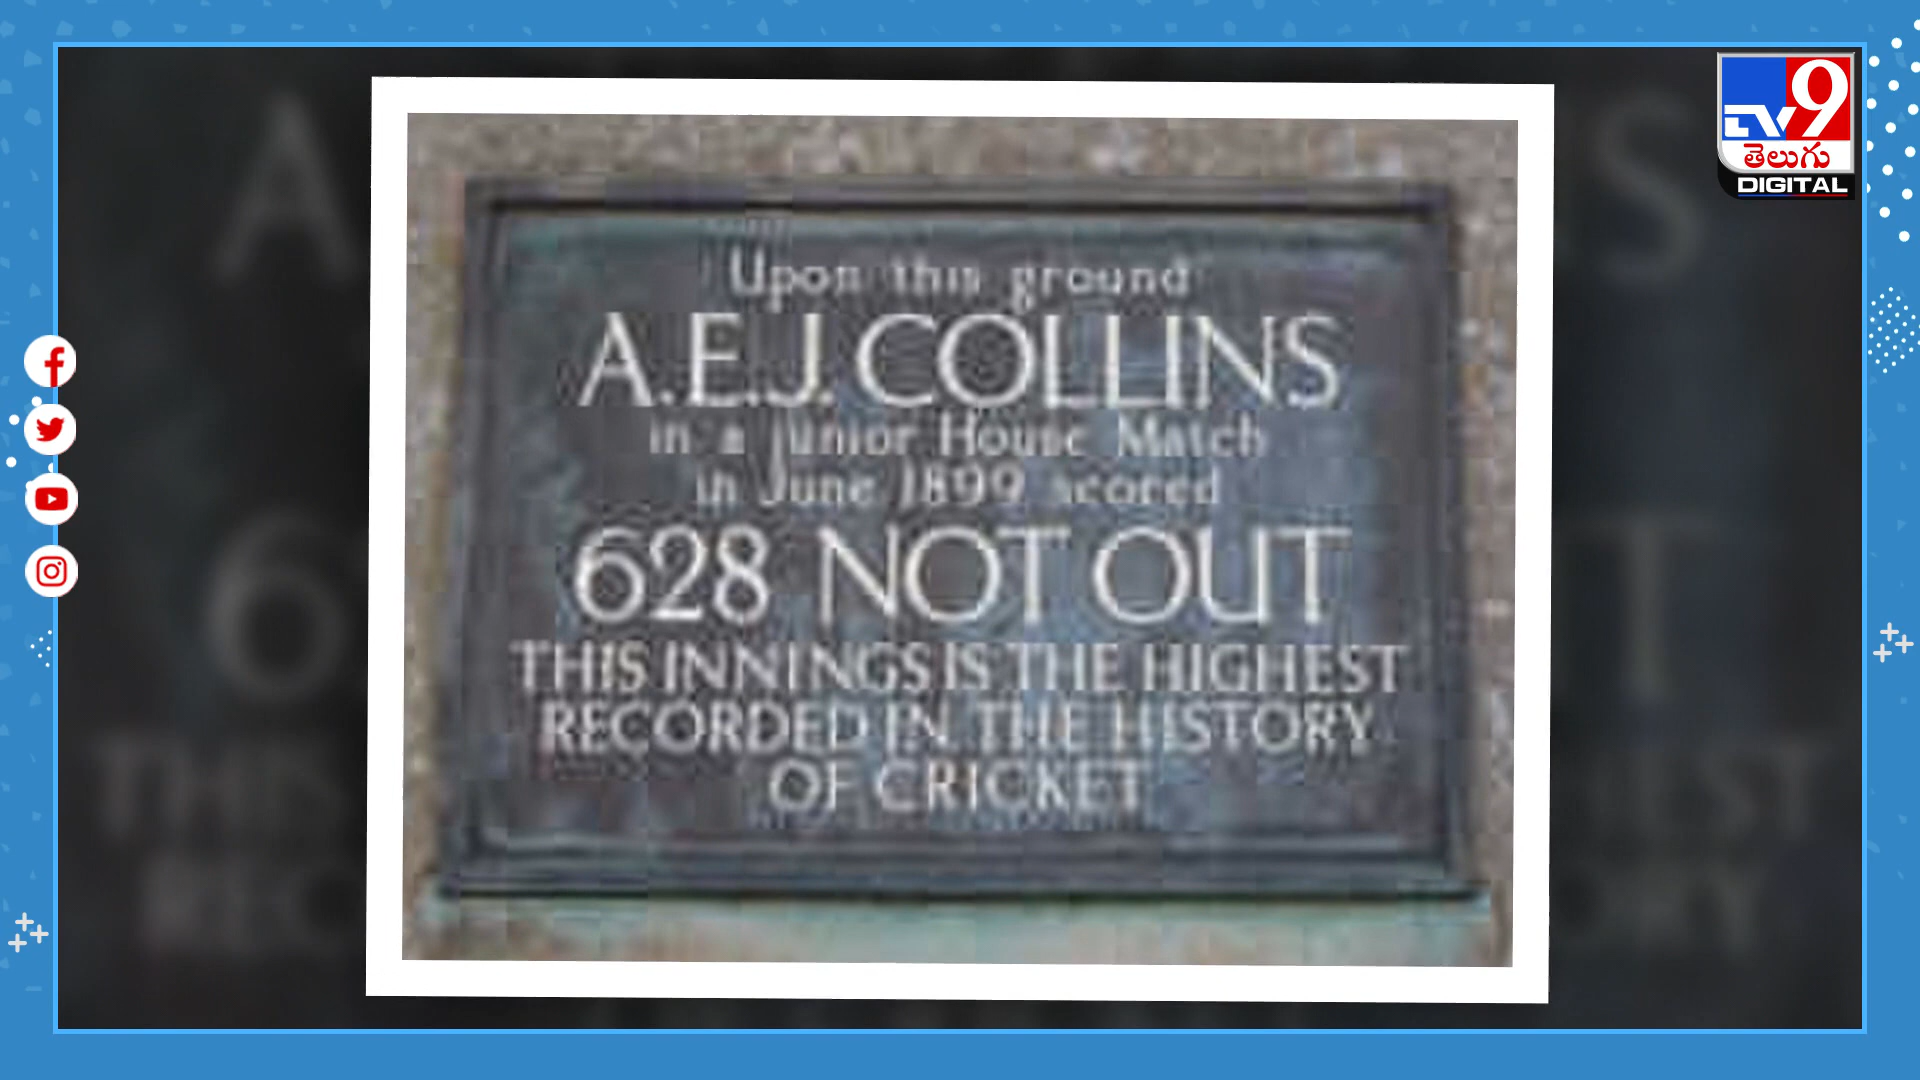 Upon this ground
A.E.J. COLLINS
in a Junior House Match
in June 1899 scored
628 NOT OUT
THIS INNINGS IS THE HIGHEST
RECORDED IN THE HISTORY
OF CRICKET
TV9
తెలుగు
DIGITAL